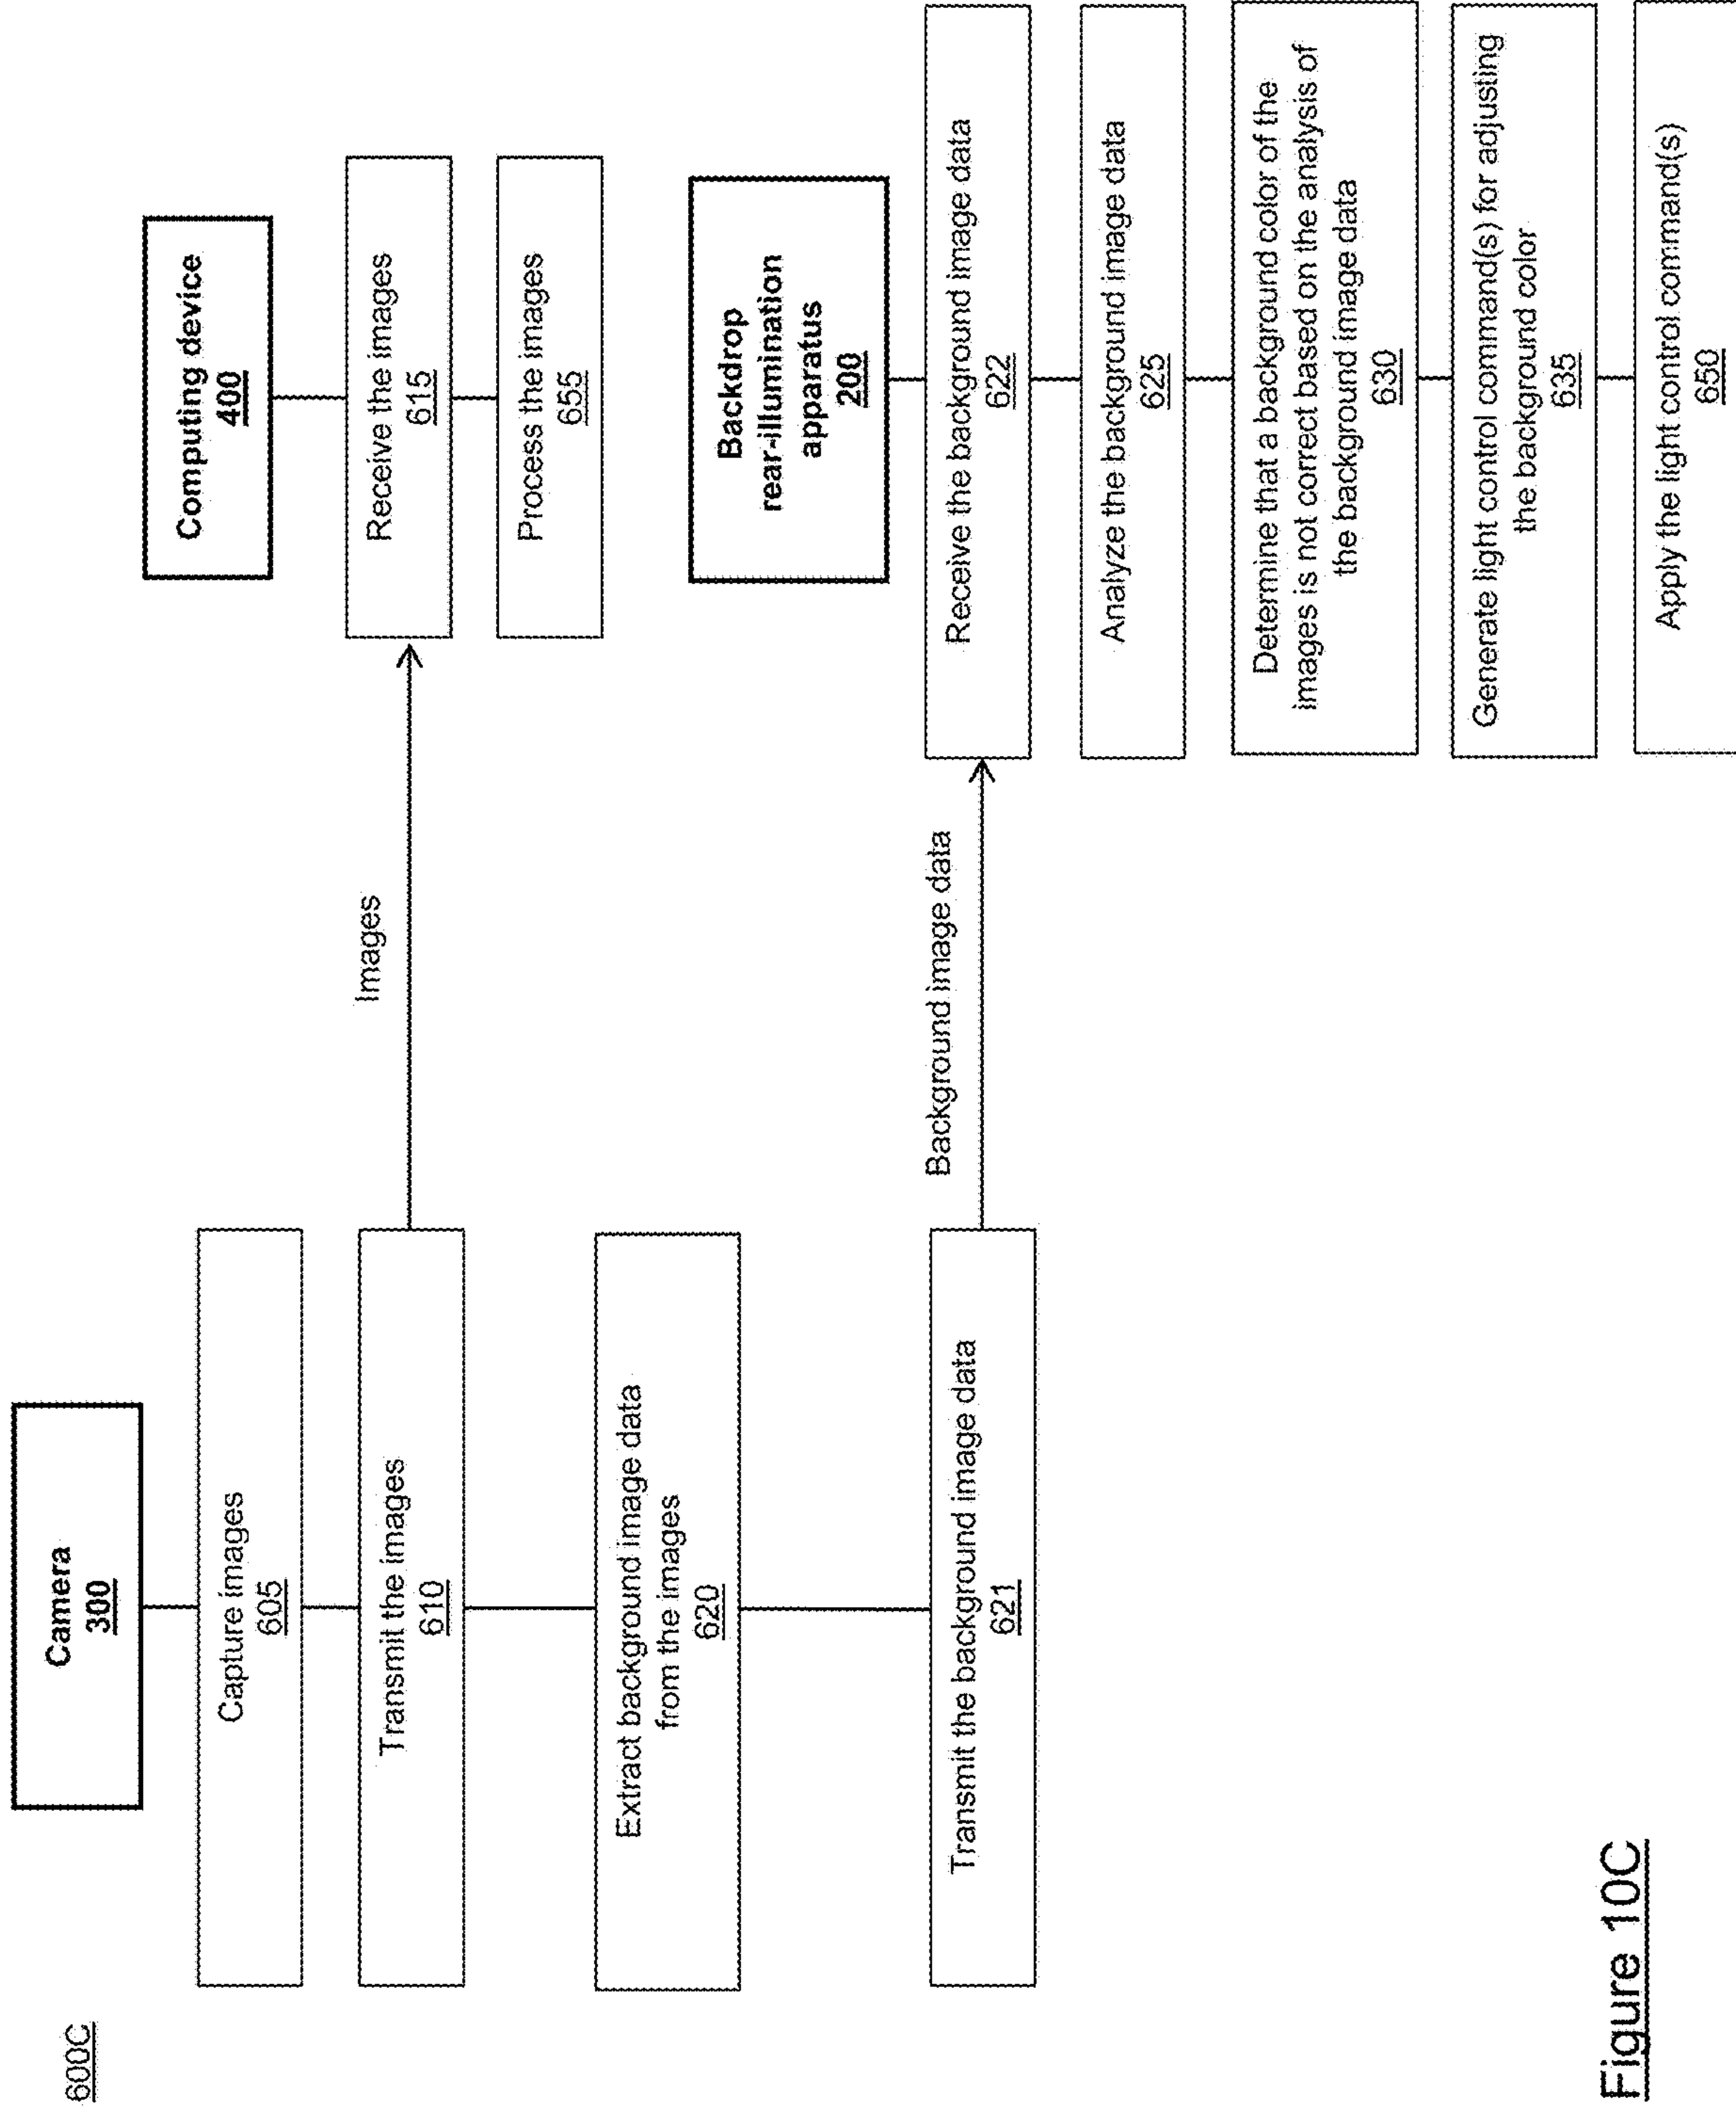 600C
Camera
300
Capture images
605
Transmit the images
610
Extract background image data
from the images
620
Transmit the background image data
621
Images
Background image data
Computing device
400
Receive the images
615
Process the images
655
Backdrop
rear-illumination
apparatus
200
Receive the background image data
622
Analyze the background image data
625
Determine that a background color of the
images is not correct based on the analysis of
the background image data
630
Generate light control command(s) for adjusting
the background color
635
Apply the light control command(s)
650
Figure 10C